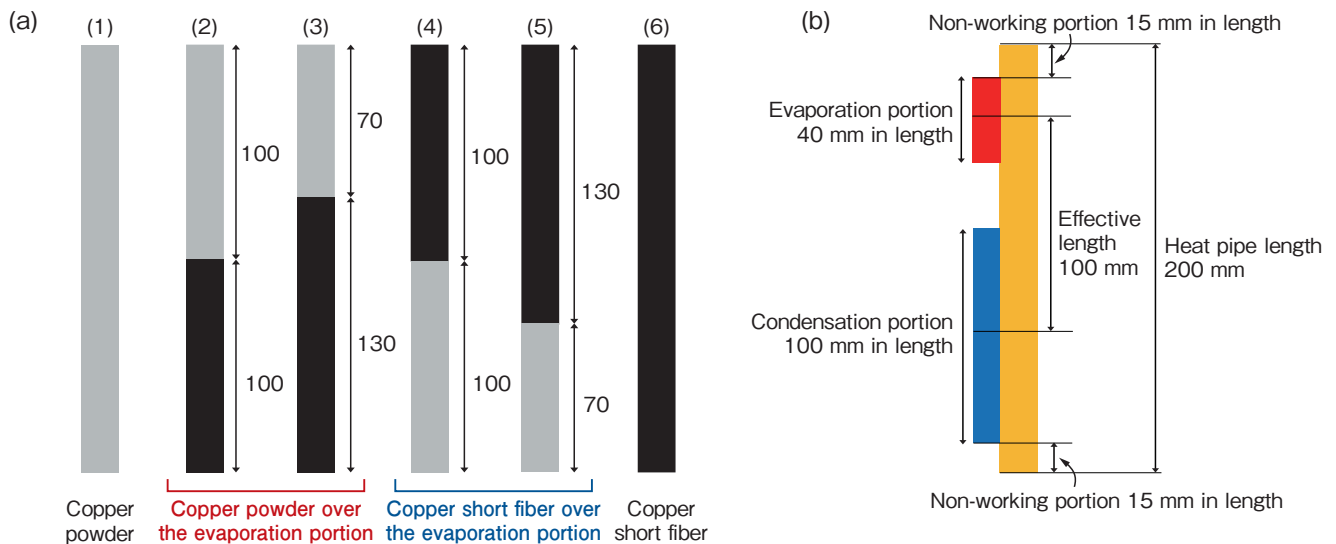 (a)
(1)
(2)
(3)
(4)
(5)
(6)
100
100
70
130
100
100
130
70
Copper
powder
Copper powder over
the evaporation portion
Copper short fiber over
the evaporation portion
Copper
short fiber
(b)
Non-working portion 15 mm in length
Evaporation portion
40 mm in length
Effective
length
100 mm
Heat pipe length
200 mm
Condensation portion
100 mm in length
Non-working portion 15 mm in length